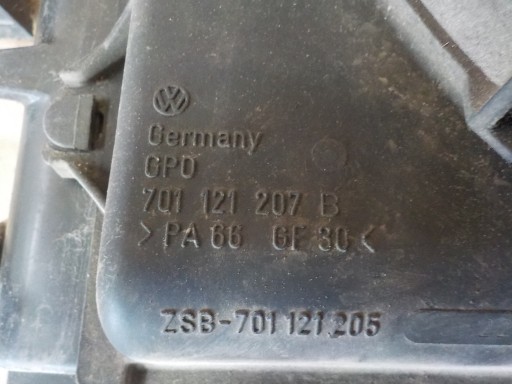 Germany
GPO
701 121 207 B
>PA 66 GF 30<
ZSB-701 121 205